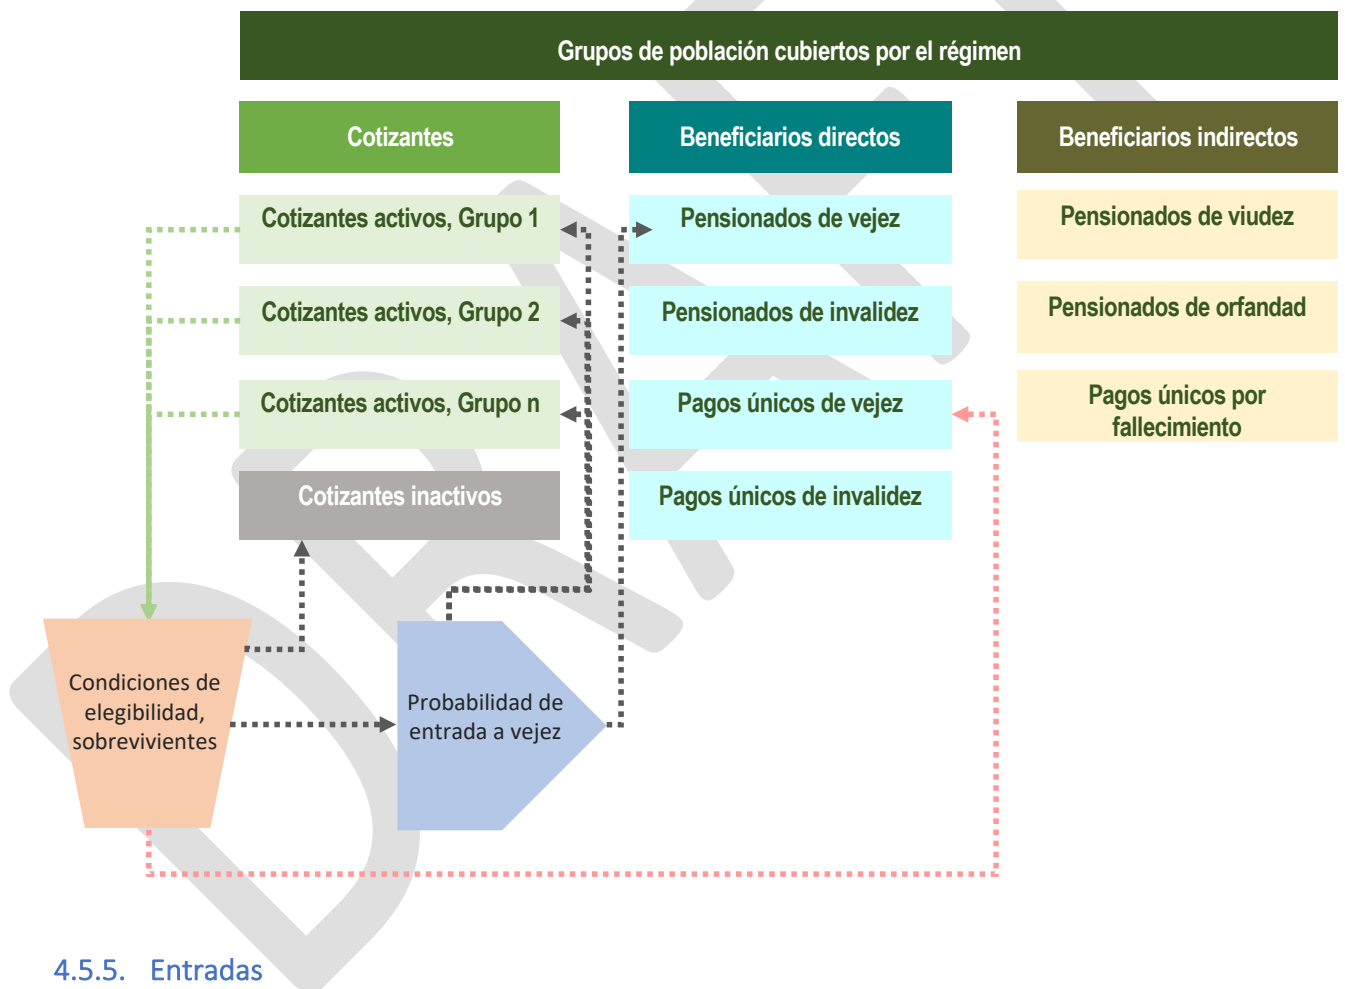 Grupos de población cubiertos por el régimen
Cotizantes
Beneficiarios directos
Beneficiarios indirectos
Cotizantes activos, Grupo 1
Pensionados de vejez
Pensionados de viudez
Cotizantes activos, Grupo 2
Pensionados de invalidez
Pensionados de orfandad
Cotizantes activos, Grupo n
Pagos únicos de vejez
Pagos únicos por
fallecimiento
Cotizantes inactivos
Pagos únicos de invalidez
Condiciones de
elegibilidad,
sobrevivientes
Probabilidad de
entrada a vejez
DRAFT
4.5.5. Entradas